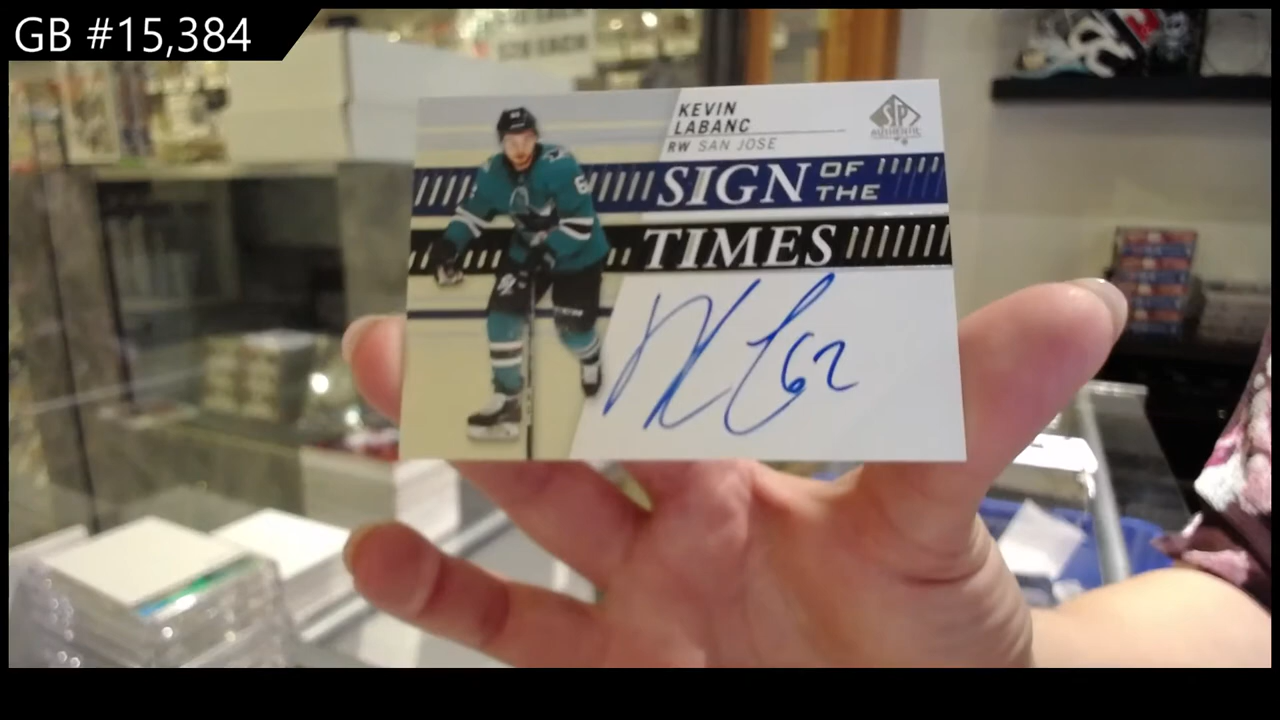 GB #15,384
KEVIN
LABANC
RW SAN JOSE
SP
AUTHENTIC
SIGN OF THE
TIMES
62